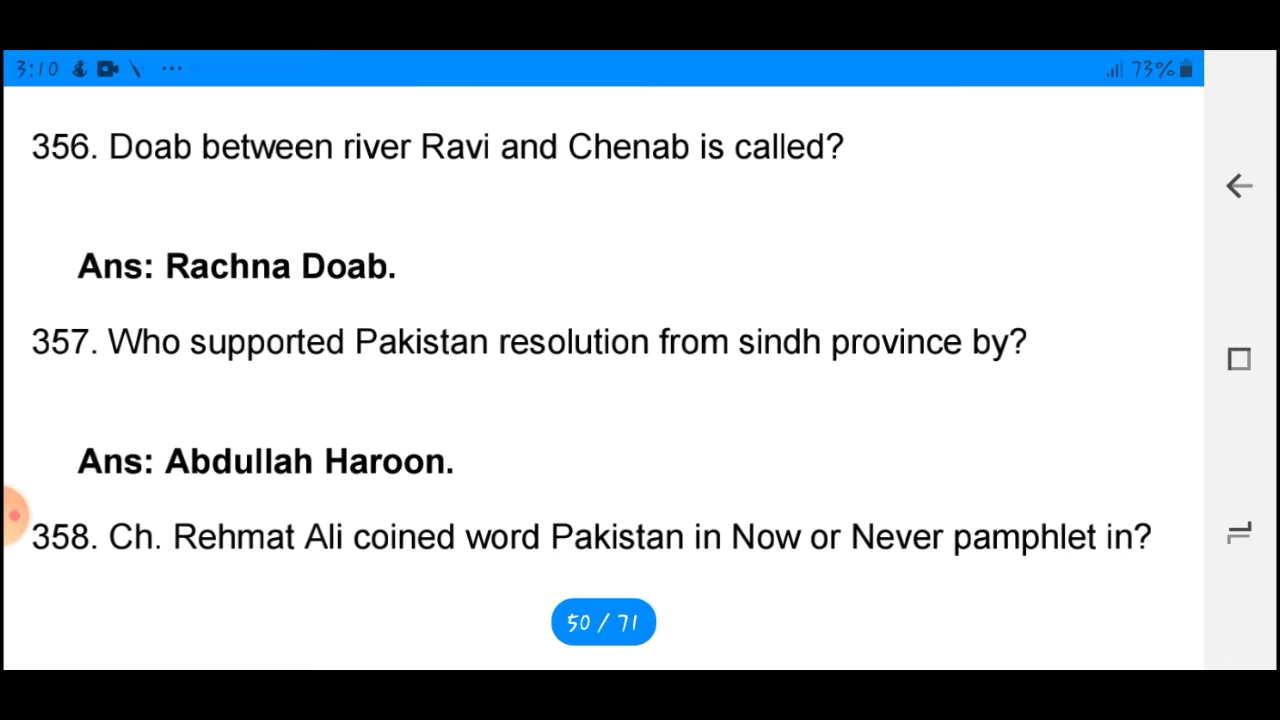 3:10 ... 73%
356. Doab between river Ravi and Chenab is called?
Ans: Rachna Doab.
357. Who supported Pakistan resolution from sindh province by?
Ans: Abdullah Haroon.
358. Ch. Rehmat Ali coined word Pakistan in Now or Never pamphlet in?
50 / 71